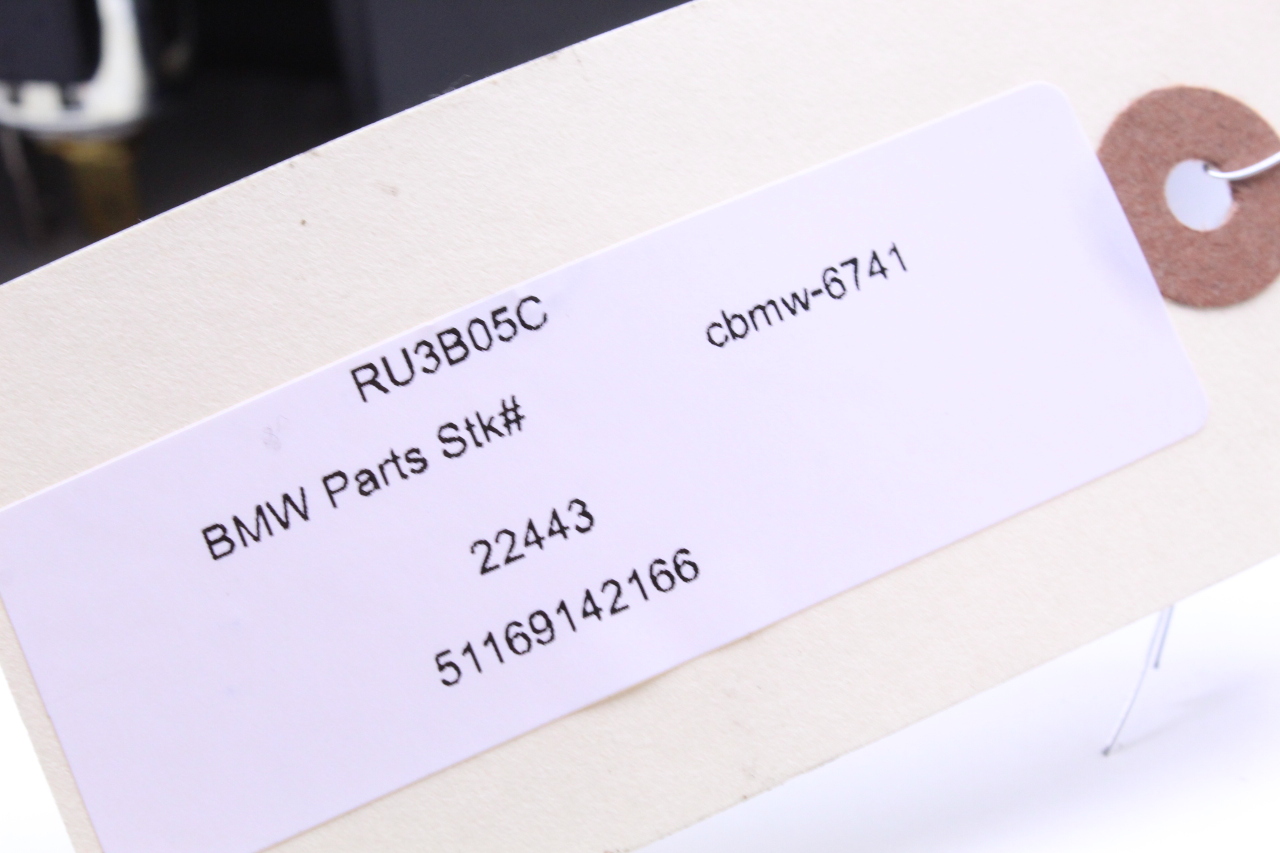 RU3B05C cbmw-6741
BMW Parts Stk#
22443
51169142166